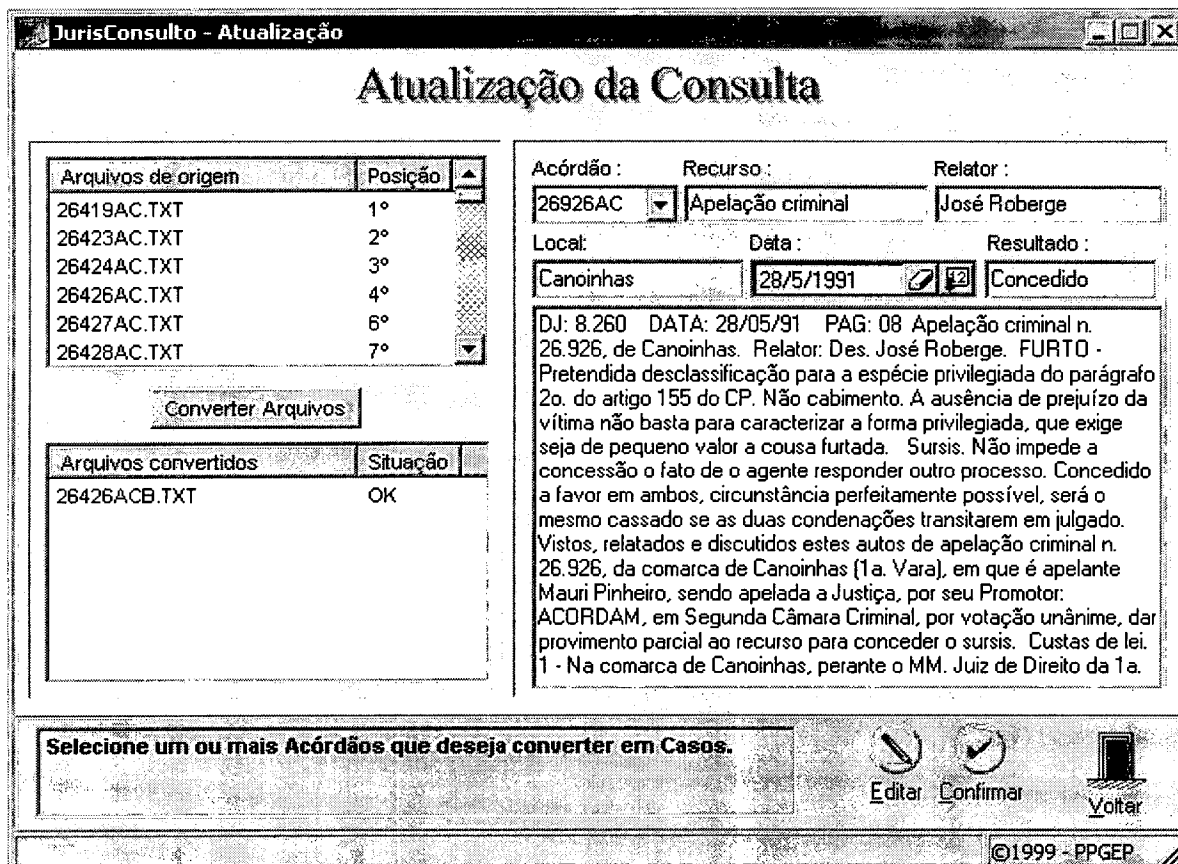 JurisConsulto - Atualização
Atualização da Consulta
Arquivos de origem Posição
26419AC.TXT 1º
26423AC.TXT 2º
26424AC.TXT 3º
26426AC.TXT 4º
26427AC.TXT 6º
26428AC.TXT 7º
Converter Arquivos
Arquivos convertidos Situação
26426ACB.TXT OK
Acórdão : Recurso : Relator :
26926AC Apelação criminal José Roberge
Local: Data : Resultado :
Canoinhas 28/5/1991 12 Concedido
DJ: 8.260 DATA: 28/05/91 PAG: 08 Apelação criminal n.
26.926, de Canoinhas. Relator: Des. José Roberge. FURTO -
Pretendida desclassificação para a espécie privilegiada do parágrafo
2o. do artigo 155 do CP. Não cabimento. A ausência de prejuízo da
vítima não basta para caracterizar a forma privilegiada, que exige
seja de pequeno valor a cousa furtada. Sursis. Não impede a
concessão o fato de o agente responder outro processo. Concedido
a favor em ambos, circunstância perfeitamente possível, será o
mesmo cassado se as duas condenações transitarem em julgado.
Vistos, relatados e discutidos estes autos de apelação criminal n.
26.926, da comarca de Canoinhas (1a. Vara), em que é apelante
Mauri Pinheiro, sendo apelada a Justiça, por seu Promotor:
ACORDAM, em Segunda Câmara Criminal, por votação unânime, dar
provimento parcial ao recurso para conceder o sursis. Custas de lei.
1 - Na comarca de Canoinhas, perante o MM. Juiz de Direito da 1a.
Selecione um ou mais Acórdãos que deseja converter em Casos.
Editar Confirmar Voltar
©1999 - PPGEP